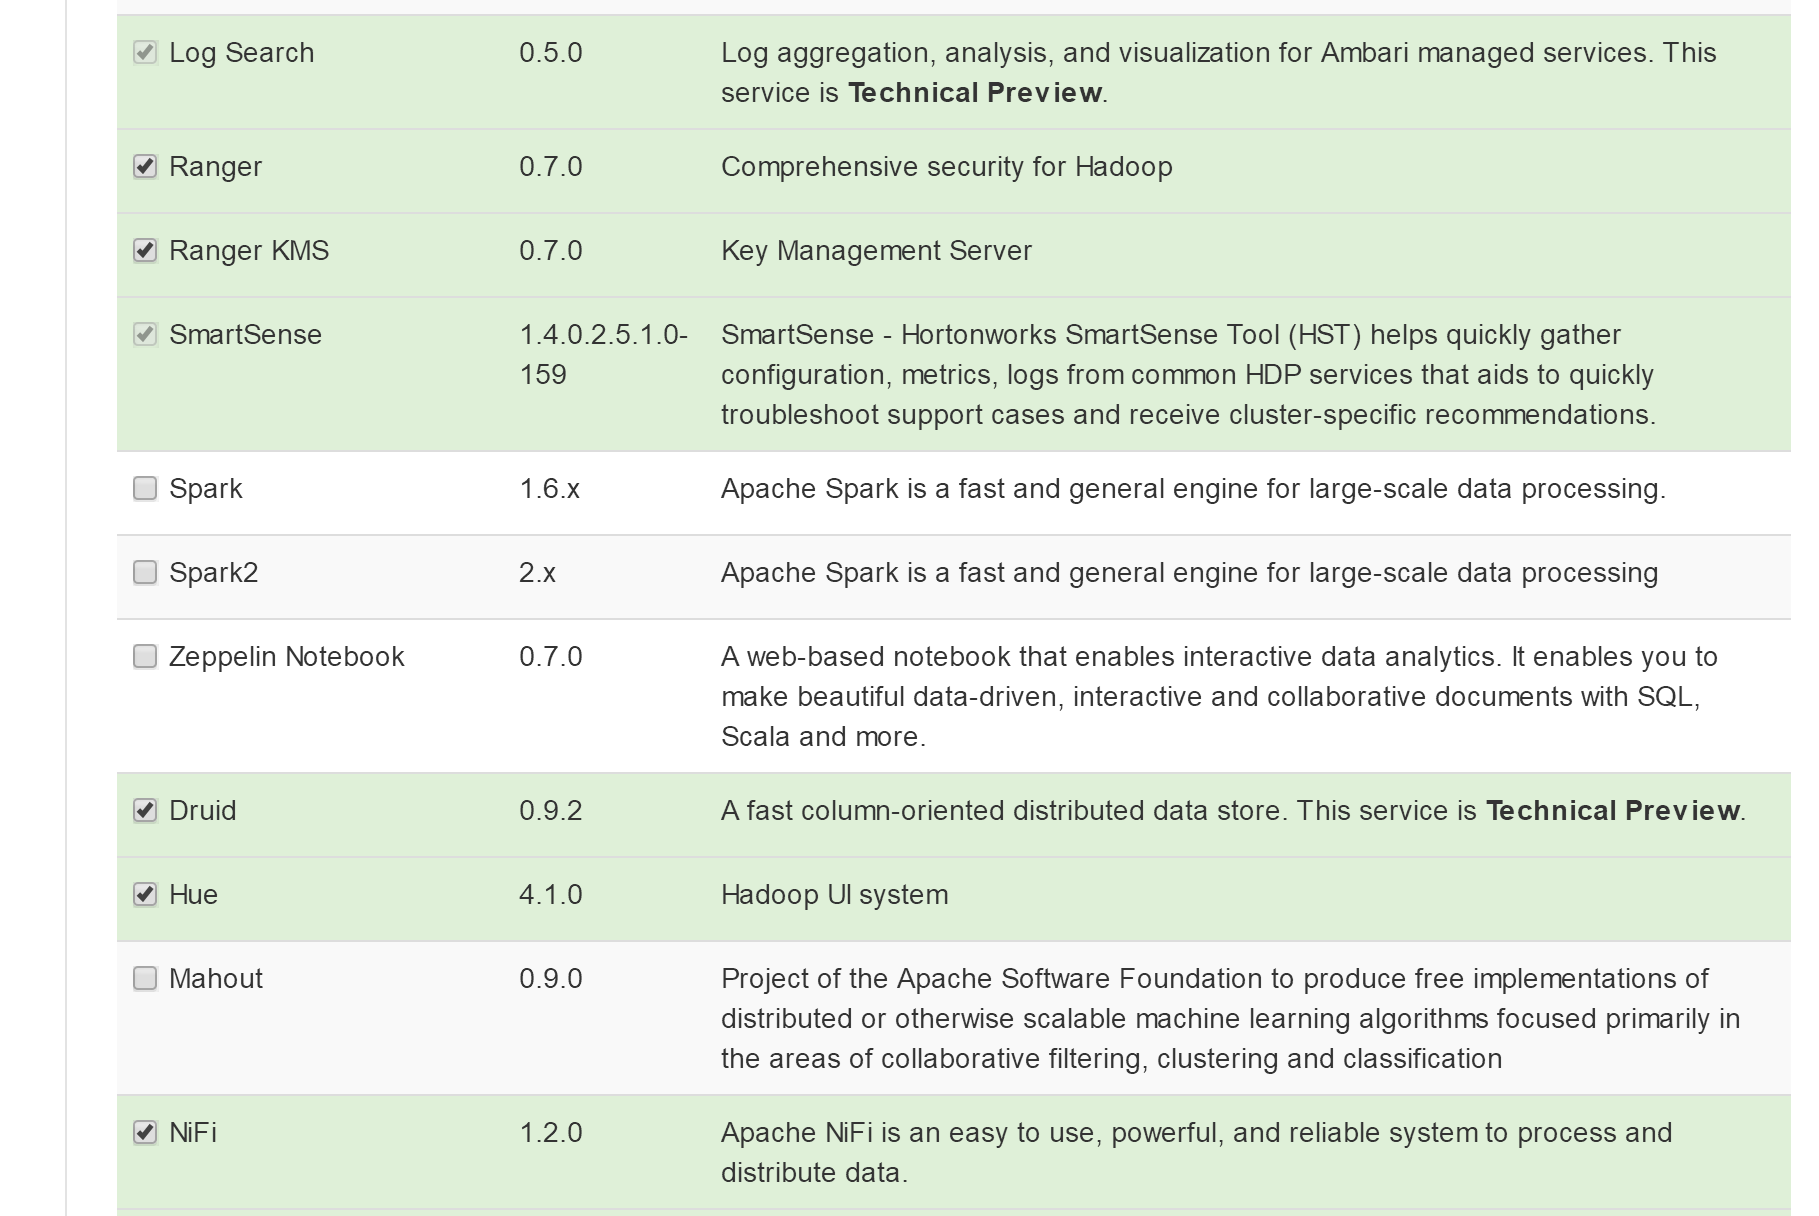 Log Search 0.5.0 Log aggregation, analysis, and visualization for Ambari managed services. This
service is Technical Preview.
Ranger 0.7.0 Comprehensive security for Hadoop
Ranger KMS 0.7.0 Key Management Server
SmartSense 1.4.0.2.5.1.0- SmartSense - Hortonworks SmartSense Tool (HST) helps quickly gather
159 configuration, metrics, logs from common HDP services that aids to quickly
troubleshoot support cases and receive cluster-specific recommendations.
Spark 1.6.x Apache Spark is a fast and general engine for large-scale data processing.
Spark2 2.x Apache Spark is a fast and general engine for large-scale data processing
Zeppelin Notebook 0.7.0 A web-based notebook that enables interactive data analytics. It enables you to
make beautiful data-driven, interactive and collaborative documents with SQL,
Scala and more.
Druid 0.9.2 A fast column-oriented distributed data store. This service is Technical Preview.
Hue 4.1.0 Hadoop UI system
Mahout 0.9.0 Project of the Apache Software Foundation to produce free implementations of
distributed or otherwise scalable machine learning algorithms focused primarily in
the areas of collaborative filtering, clustering and classification
NiFi 1.2.0 Apache NiFi is an easy to use, powerful, and reliable system to process and
distribute data.